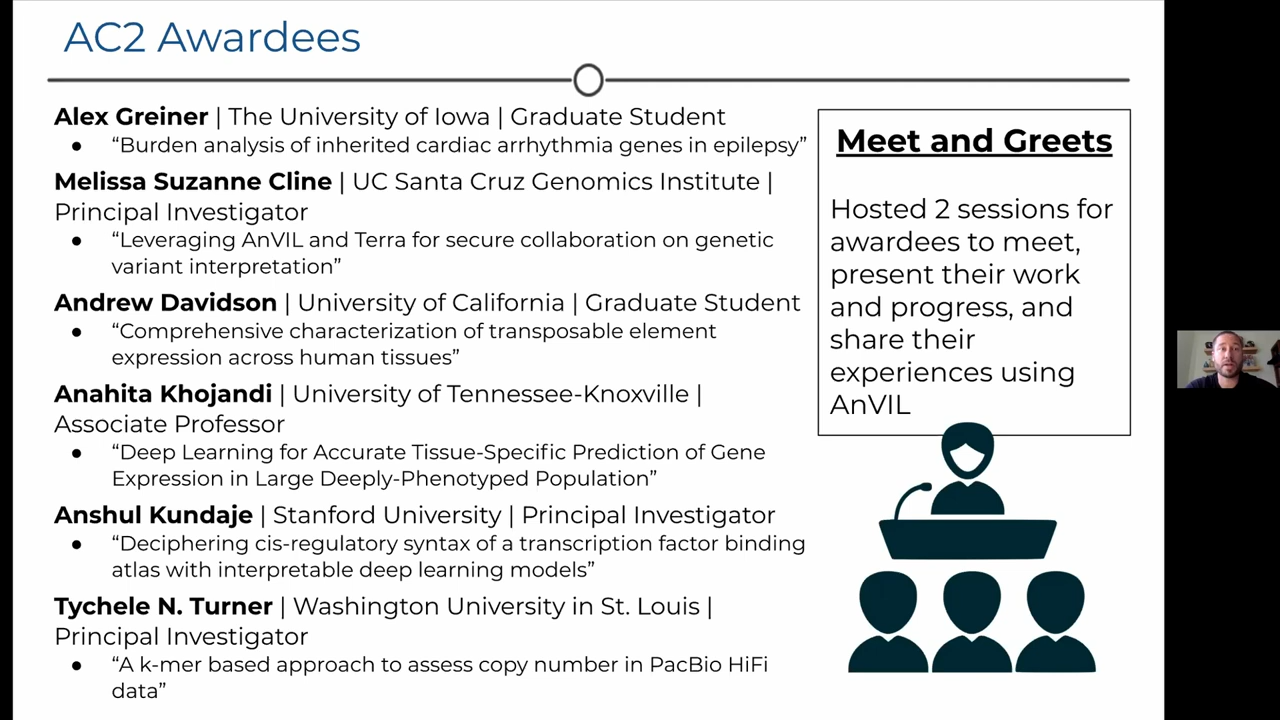 AC2 Awardees
Alex Greiner | The University of Iowa | Graduate Student
● “Burden analysis of inherited cardiac arrhythmia genes in epilepsy”
Melissa Suzanne Cline | UC Santa Cruz Genomics Institute |
Principal Investigator
● “Leveraging AnVIL and Terra for secure collaboration on genetic
variant interpretation”
Andrew Davidson | University of California | Graduate Student
● “Comprehensive characterization of transposable element
expression across human tissues”
Anahita Khojandi | University of Tennessee-Knoxville |
Associate Professor
● “Deep Learning for Accurate Tissue-Specific Prediction of Gene
Expression in Large Deeply-Phenotyped Population”
Anshul Kundaje | Stanford University | Principal Investigator
● “Deciphering cis-regulatory syntax of a transcription factor binding
atlas with interpretable deep learning models”
Tychele N. Turner | Washington University in St. Louis |
Principal Investigator
● “A k-mer based approach to assess copy number in PacBio HiFi
data”
Meet and Greets
Hosted 2 sessions for
awardees to meet,
present their work
and progress, and
share their
experiences using
AnVIL